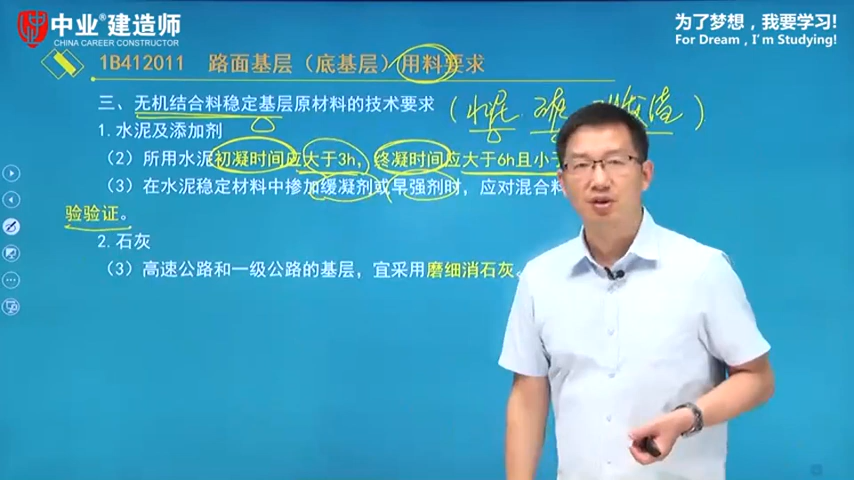 中业®建造师
CHINA CAREER CONSTRUCTOR
为了梦想，我要学习!
For Dream , I'm Studying!
1B412011 路面基层（底基层）用料要求
三、无机结合料稳定基层原材料的技术要求（水泥
1.水泥及添加剂
（2）所用水泥初凝时间应大于3h，终凝时间应大于6h且小于
（3）在水泥稳定材料中掺加缓凝剂或早强剂时，应对混合料
验验证。
2.石灰
（3）高速公路和一级公路的基层，宜采用磨细消石灰。